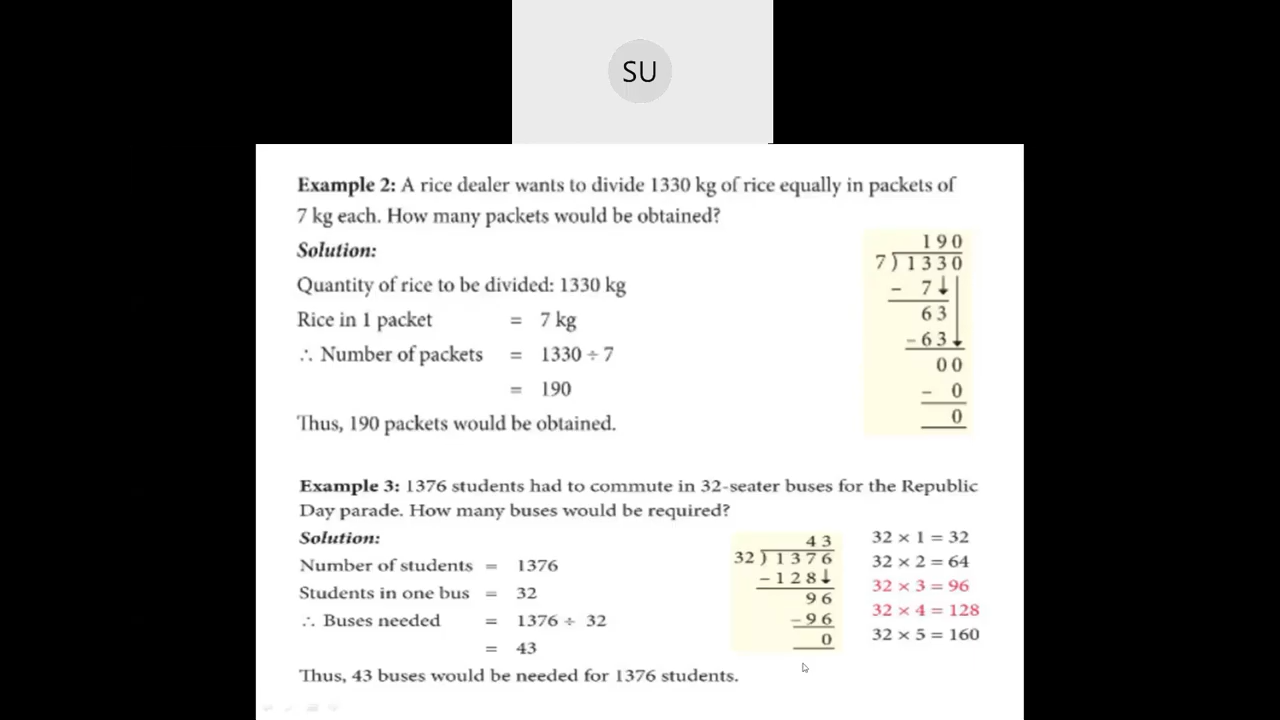 SU
Example 2: A rice dealer wants to divide 1330 kg of rice equally in packets of
7 kg each. How many packets would be obtained?
Solution:
Quantity of rice to be divided: 1330 kg
Rice in 1 packet = 7 kg
∴ Number of packets = 1330 ÷ 7
= 190
Thus, 190 packets would be obtained.
190
7 ) 1330
– 7↓
63
– 63↓
00
– 0
0
Example 3: 1376 students had to commute in 32-seater buses for the Republic
Day parade. How many buses would be required?
Solution:
Number of students = 1376
Students in one bus = 32
∴ Buses needed = 1376 ÷ 32
= 43
Thus, 43 buses would be needed for 1376 students.
43
32 ) 1376
– 128↓
96
– 96
0
32 × 1 = 32
32 × 2 = 64
32 × 3 = 96
32 × 4 = 128
32 × 5 = 160